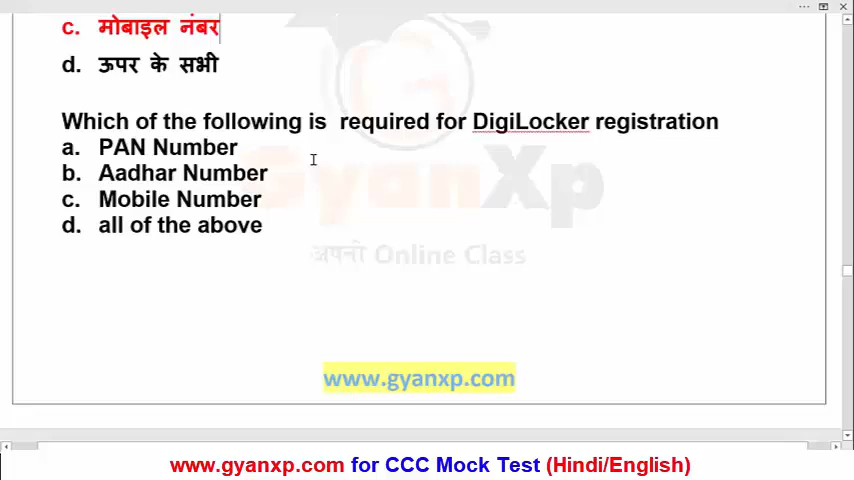 c. मोबाइल नंबर
d. ऊपर के सभी
Which of the following is required for DigiLocker registration
a. PAN Number
b. Aadhar Number
c. Mobile Number
d. all of the above
GyanXp
अपनी Online Class
www.gyanxp.com
www.gyanxp.com for CCC Mock Test (Hindi/English)